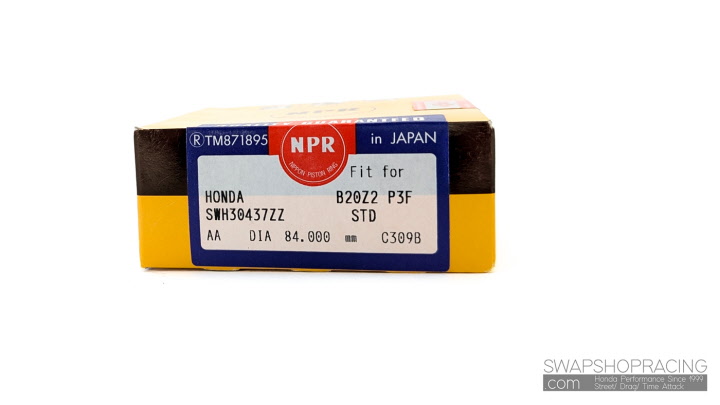 ®TM871895
NPR
NIPPON PISTON RING
in JAPAN
Fit for
HONDA B20Z2 P3F
SWH30437ZZ STD
AA DIA 84.000 mm C309B
SWAPSHOPRACING
.com Honda Performance Since 1999
Street/ Drag/ Time Attack